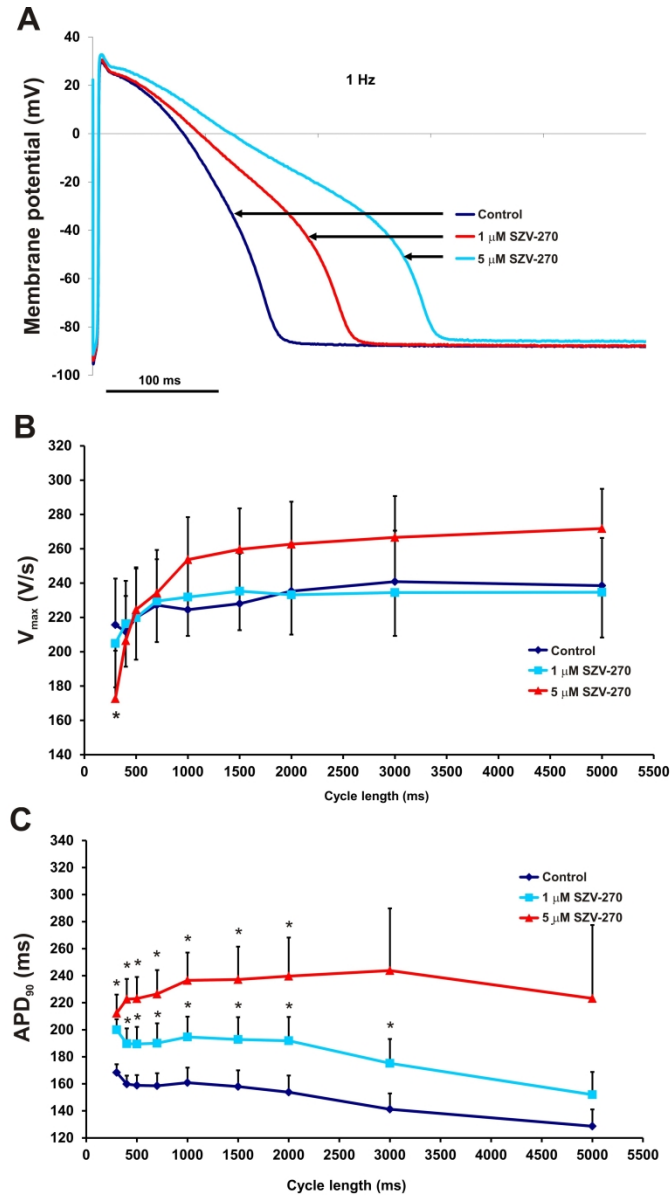 A
Membrane potential (mV)
40
20
0
-20
-40
-60
-80
-100
1 Hz
Control
1 μM SZV-270
5 μM SZV-270
100 ms
B
Vmax (V/s)
320
300
280
260
240
220
200
180
160
140
*
Control
1 μM SZV-270
5 μM SZV-270
0 500 1000 1500 2000 2500 3000 3500 4000 4500 5000 5500
Cycle length (ms)
C
APD90 (ms)
340
320
300
280
260
240
220
200
180
160
140
120
Control
1 μM SZV-270
5 μM SZV-270
* * * * * * *
* * * * * * *
0 500 1000 1500 2000 2500 3000 3500 4000 4500 5000 5500
Cycle length (ms)